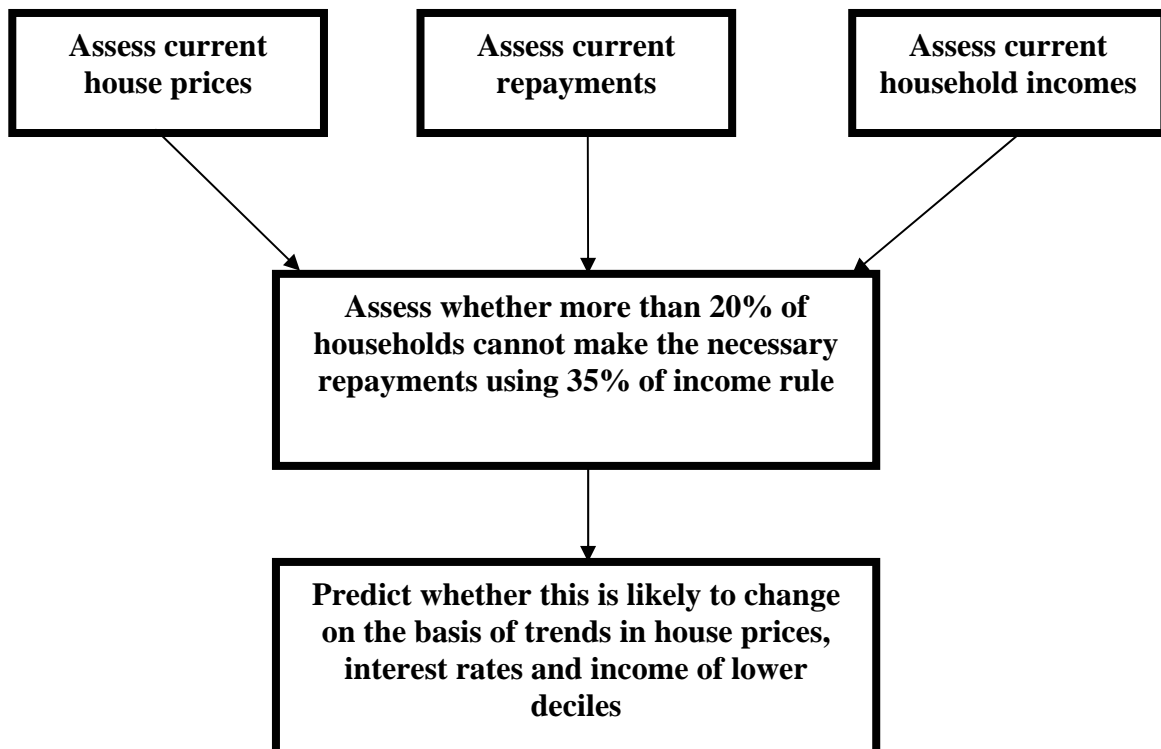 Assess current
house prices
Assess current
repayments
Assess current
household incomes
Assess whether more than 20% of
households cannot make the necessary
repayments using 35% of income rule
Predict whether this is likely to change
on the basis of trends in house prices,
interest rates and income of lower
deciles